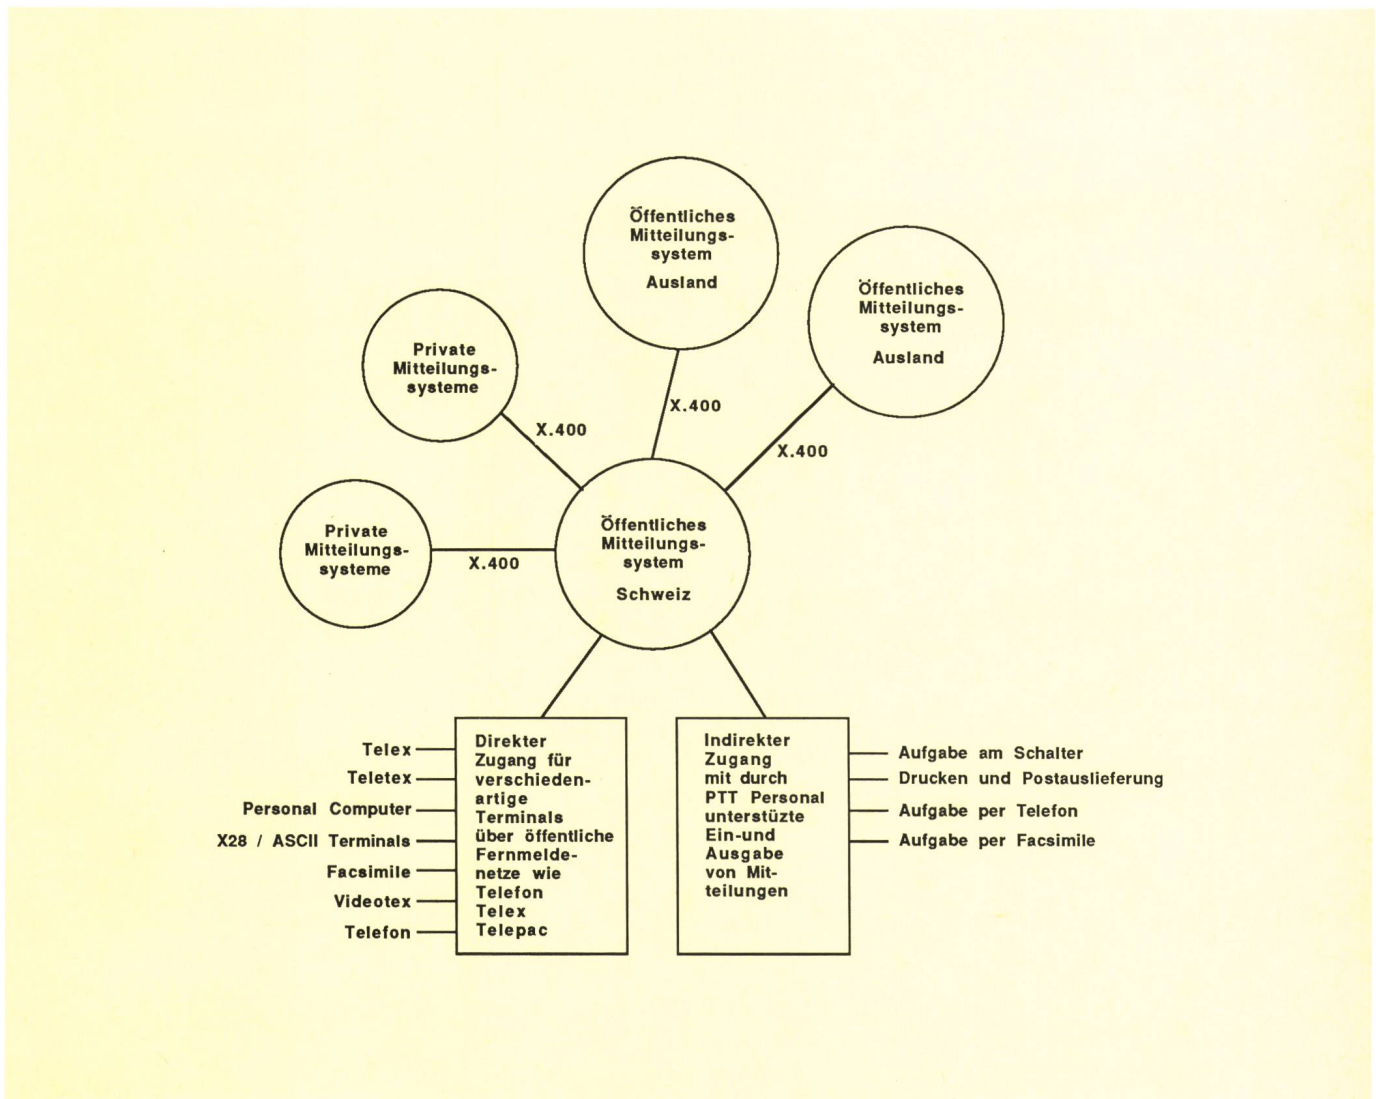 Öffentliches
Mitteilungs-
system
Ausland
Öffentliches
Mitteilungs-
system
Ausland
Private
Mitteilungs-
systeme
X.400
X.400
X.400
Private
Mitteilungs-
systeme
X.400
Öffentliches
Mitteilungs-
system
Schweiz
Telex
Teletex
Personal Computer
X28 / ASCII Terminals
Facsimile
Videotex
Telefon
Direkter
Zugang für
verschieden-
artige
Terminals
über öffentliche
Fernmelde-
netze wie
Telefon
Telex
Telepac
Indirekter
Zugang
mit durch
PTT Personal
unterstüzte
Ein-und
Ausgabe
von Mit-
teilungen
Aufgabe am Schalter
Drucken und Postauslieferung
Aufgabe per Telefon
Aufgabe per Facsimile